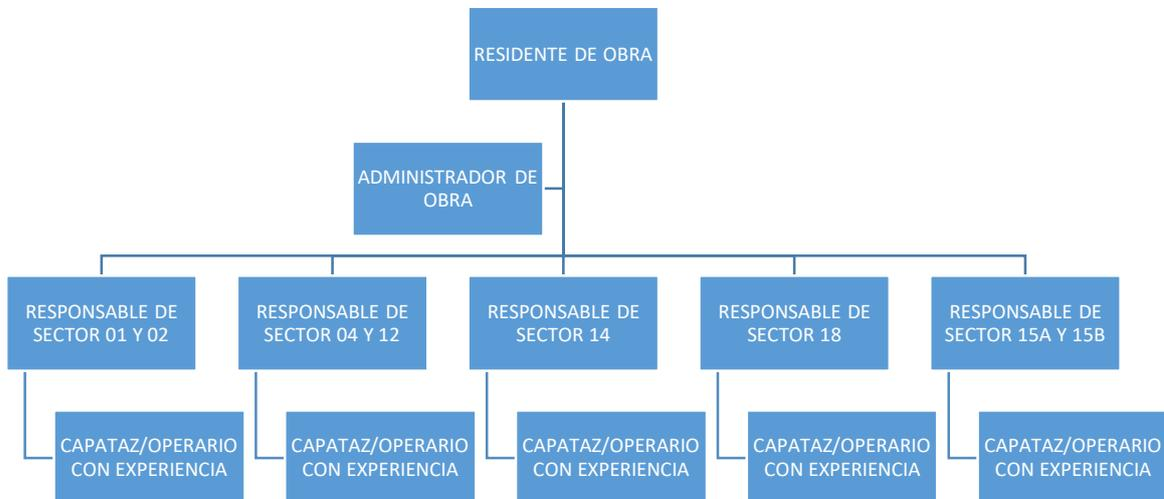 RESIDENTE DE OBRA
ADMINISTRADOR DE
OBRA
RESPONSABLE DE
SECTOR 01 Y 02
RESPONSABLE DE
SECTOR 04 Y 12
RESPONSABLE DE
SECTOR 14
RESPONSABLE DE
SECTOR 18
RESPONSABLE DE
SECTOR 15A Y 15B
CAPATAZ/OPERARIO
CON EXPERIENCIA
CAPATAZ/OPERARIO
CON EXPERIENCIA
CAPATAZ/OPERARIO
CON EXPERIENCIA
CAPATAZ/OPERARIO
CON EXPERIENCIA
CAPATAZ/OPERARIO
CON EXPERIENCIA